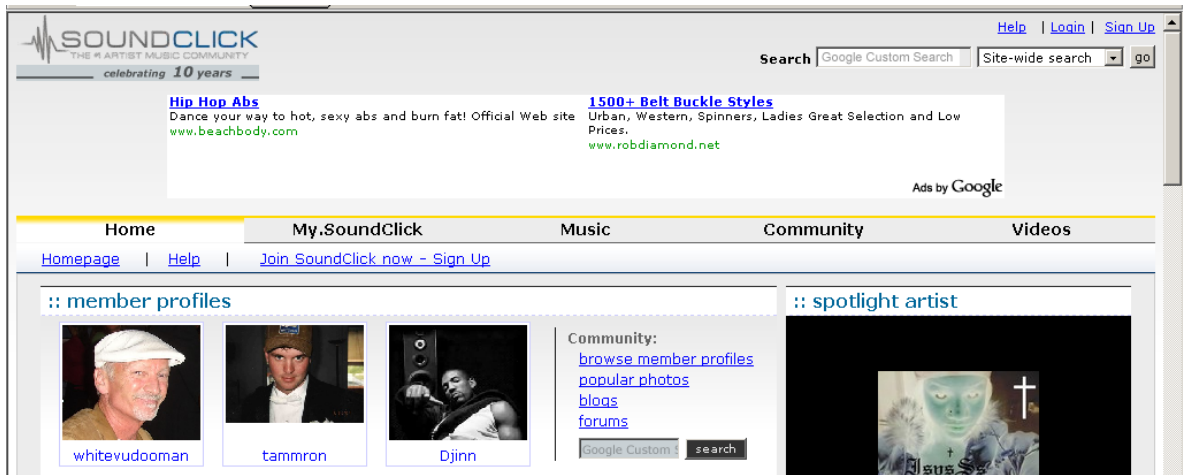 SOUNDCLICK
THE #1 ARTIST MUSIC COMMUNITY
celebrating 10 years
Help | Login | Sign Up
Search Google Custom Search Site-wide search go
Hip Hop Abs
Dance your way to hot, sexy abs and burn fat! Official Web site
www.beachbody.com
1500+ Belt Buckle Styles
Urban, Western, Spinners, Ladies Great Selection and Low
Prices.
www.robdiamond.net
Ads by Google
Home My.SoundClick Music Community Videos
Homepage | Help | Join SoundClick now - Sign Up
:: member profiles
whitevudooman tammron Djinn
Community:
browse member profiles
popular photos
blogs
forums
Google Custom search
:: spotlight artist